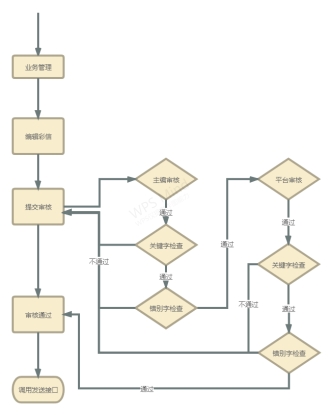 业务管理
编辑彩信
主编审核
平台审核
提交审核
通过
通过
关键字检查
通过
关键字检查
不通过
通过
不通过
通过
错别字检查
审核通过
错别字检查
调用发送接口
通过